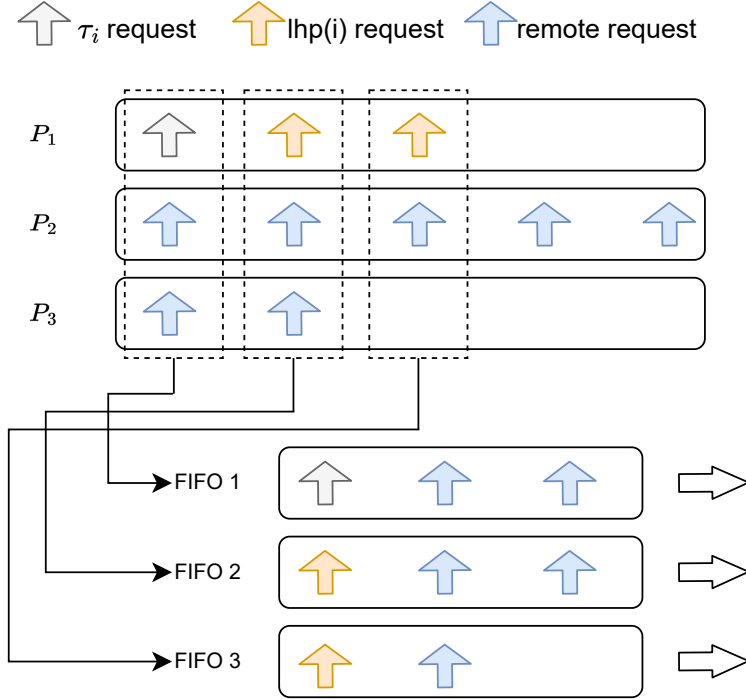 τ_i request
lhp(i) request
remote request
P_1
P_2
P_3
FIFO 1
FIFO 2
FIFO 3